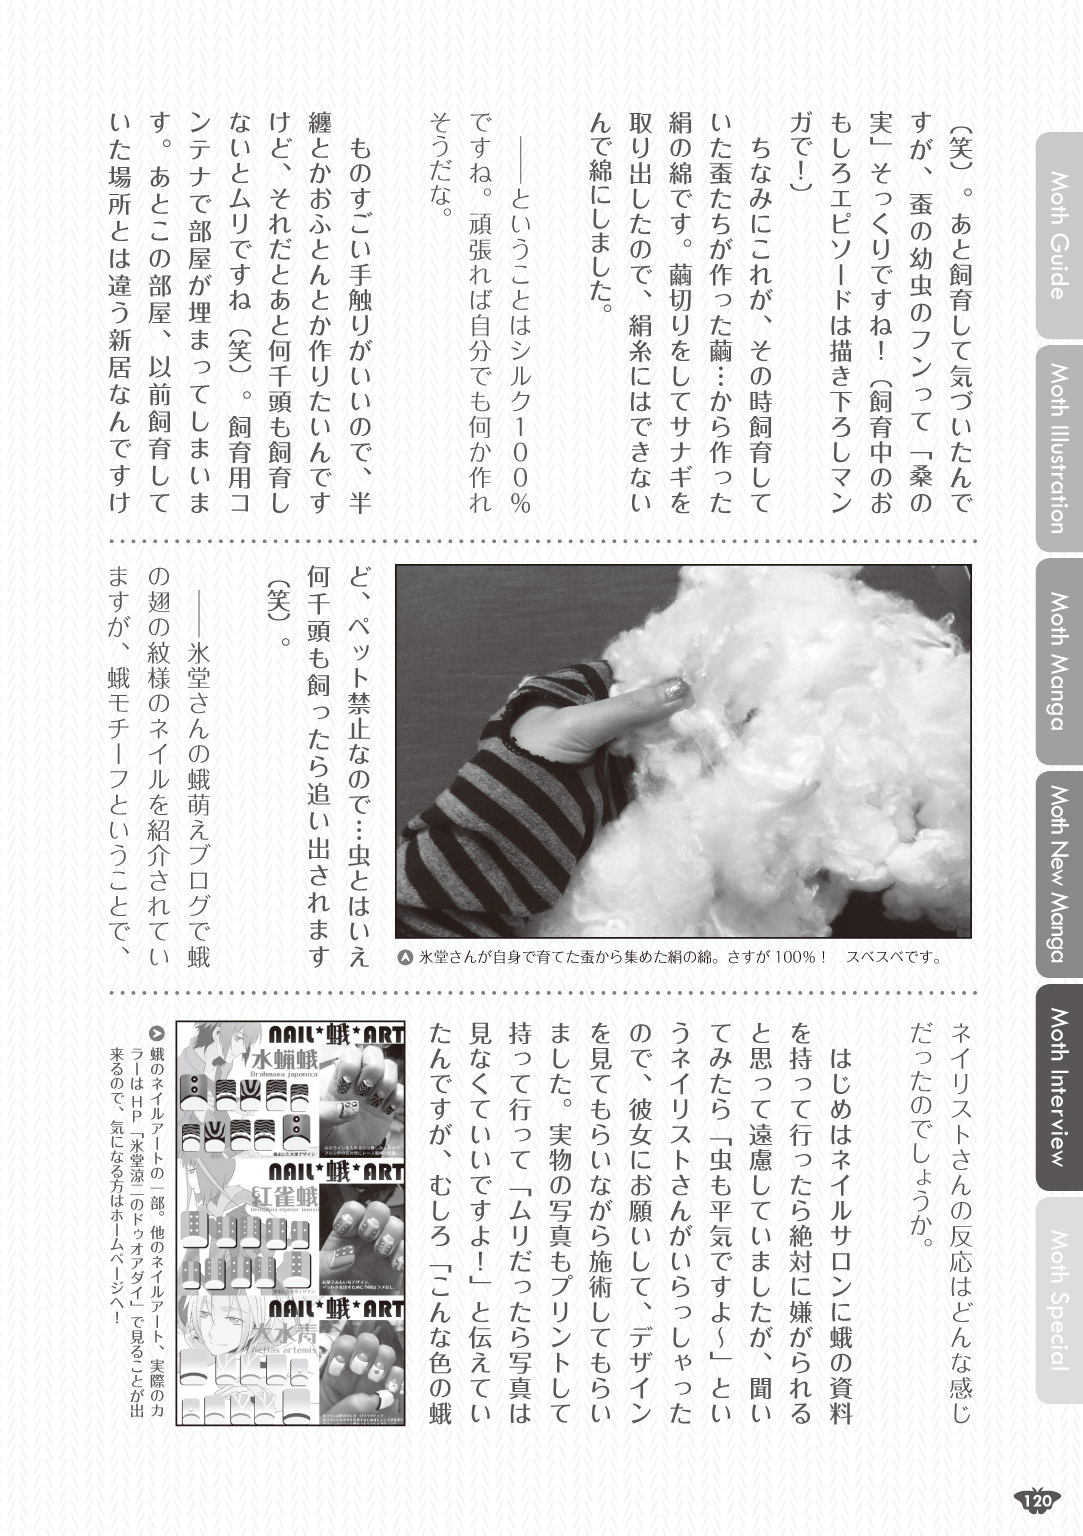 （笑）。あと飼育して気づいたんで
すが、蚕の幼虫のフンって「桑の
実」そっくりですね！（飼育中のお
もしろエピソードは描き下ろしマン
ガで！）
　ちなみにこれが、その時飼育して
いた蚕たちが作った繭…から作った
絹の綿です。繭切りをしてサナギを
取り出したので、絹糸にはできない
んで綿にしました。
――ということはシルク１００％
ですね。頑張れば自分でも何か作れ
そうだな。
　ものすごい手触りがいいので、半
纏とかおふとんとか作りたいんです
けど、それだとあと何千頭も飼育し
ないとムリですね（笑）。飼育用コ
ンテナで部屋が埋まってしまいま
す。あとこの部屋、以前飼育して
いた場所とは違う新居なんですけ
ど、ペット禁止なので…虫とはいえ
何千頭も飼ったら追い出されます
（笑）。
――氷堂さんの蛾萌えブログで蛾
の翅の紋様のネイルを紹介されてい
ますが、蛾モチーフということで、
氷堂さんが自身で育てた蚕から集めた絹の綿。さすが100％！　スベスベです。
ネイリストさんの反応はどんな感じ
だったのでしょうか。
　はじめはネイルサロンに蛾の資料
を持って行ったら絶対に嫌がられる
と思って遠慮していましたが、聞い
てみたら「虫も平気ですよ～」とい
うネイリストさんがいらっしゃった
ので、彼女にお願いして、デザイン
を見てもらいながら施術してもらい
ました。実物の写真もプリントして
持って行って「ムリだったら写真は
見なくていいですよ！」と伝えてい
たんですが、むしろ「こんな色の蛾
NAIL★蛾★ART
水蝋蛾
Brahmaea japonica
NAIL★蛾★ART
紅雀蛾
NAIL★蛾★ART
大水青
Actias artemis
蛾のネイルアートの一部。他のネイルアート、実際のカ
ラーはHP「氷堂涼二のドゥオアダイ」で見ることが出
来るので、気になる方はホームページへ！
Moth Guide
Moth Illustration
Moth Manga
Moth New Manga
Moth Interview
Moth Special
120